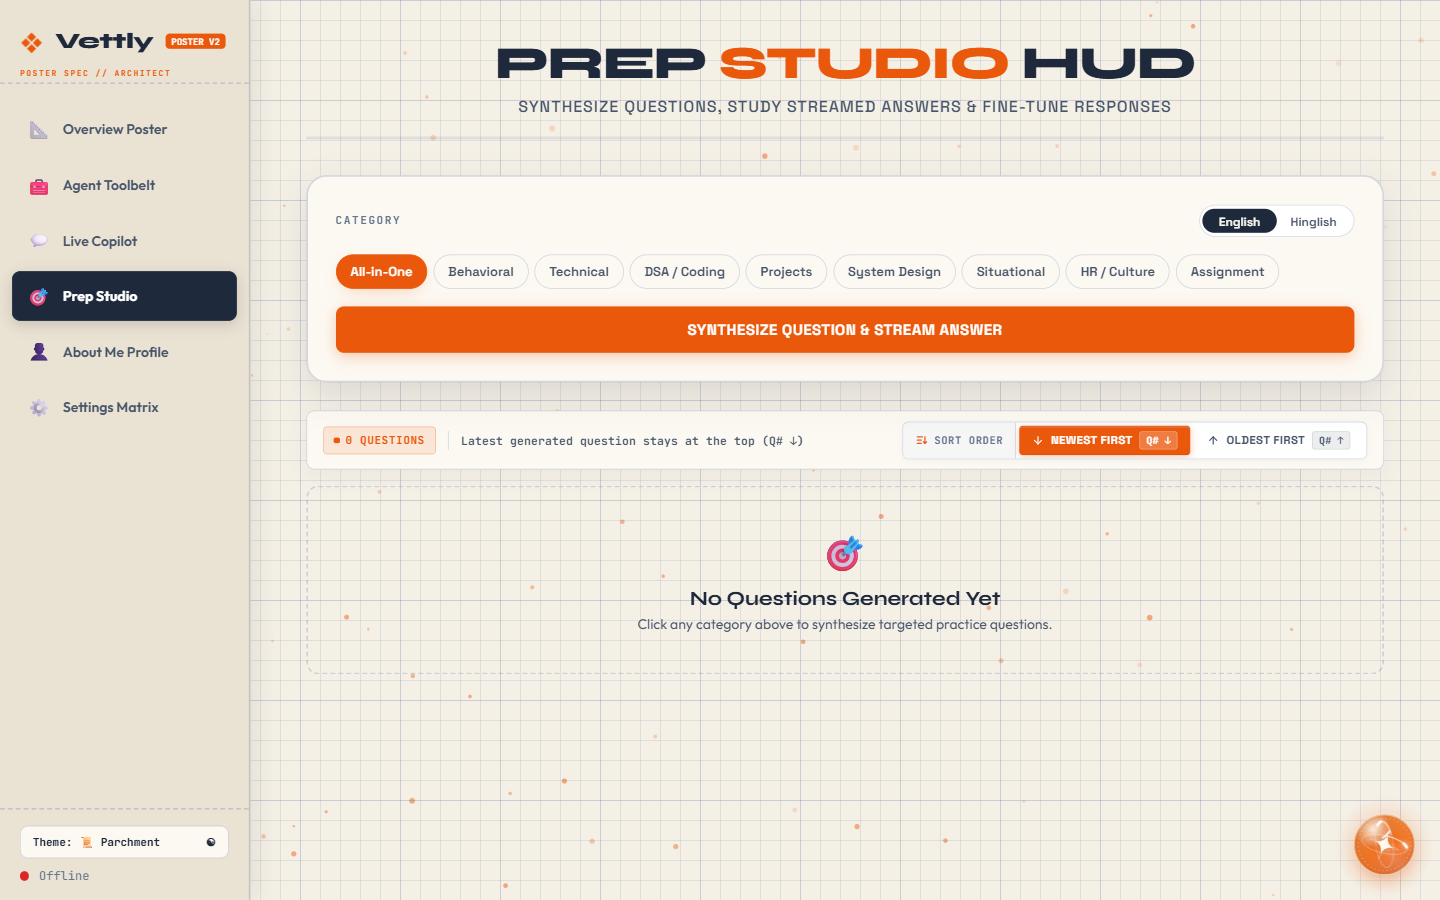 Vettly POSTER V2
POSTER SPEC // ARCHITECT
Overview Poster
Agent Toolbelt
Live Copilot
Prep Studio
About Me Profile
Settings Matrix
Theme: 📜 Parchment
Offline
PREP STUDIO HUD
SYNTHESIZE QUESTIONS, STUDY STREAMED ANSWERS & FINE-TUNE RESPONSES
CATEGORY
English Hinglish
All-in-One Behavioral Technical DSA / Coding Projects System Design Situational HR / Culture Assignment
SYNTHESIZE QUESTION & STREAM ANSWER
0 QUESTIONS Latest generated question stays at the top (Q# ↓) SORT ORDER ↓ NEWEST FIRST Q# ↓ ↑ OLDEST FIRST Q# ↑
No Questions Generated Yet
Click any category above to synthesize targeted practice questions.